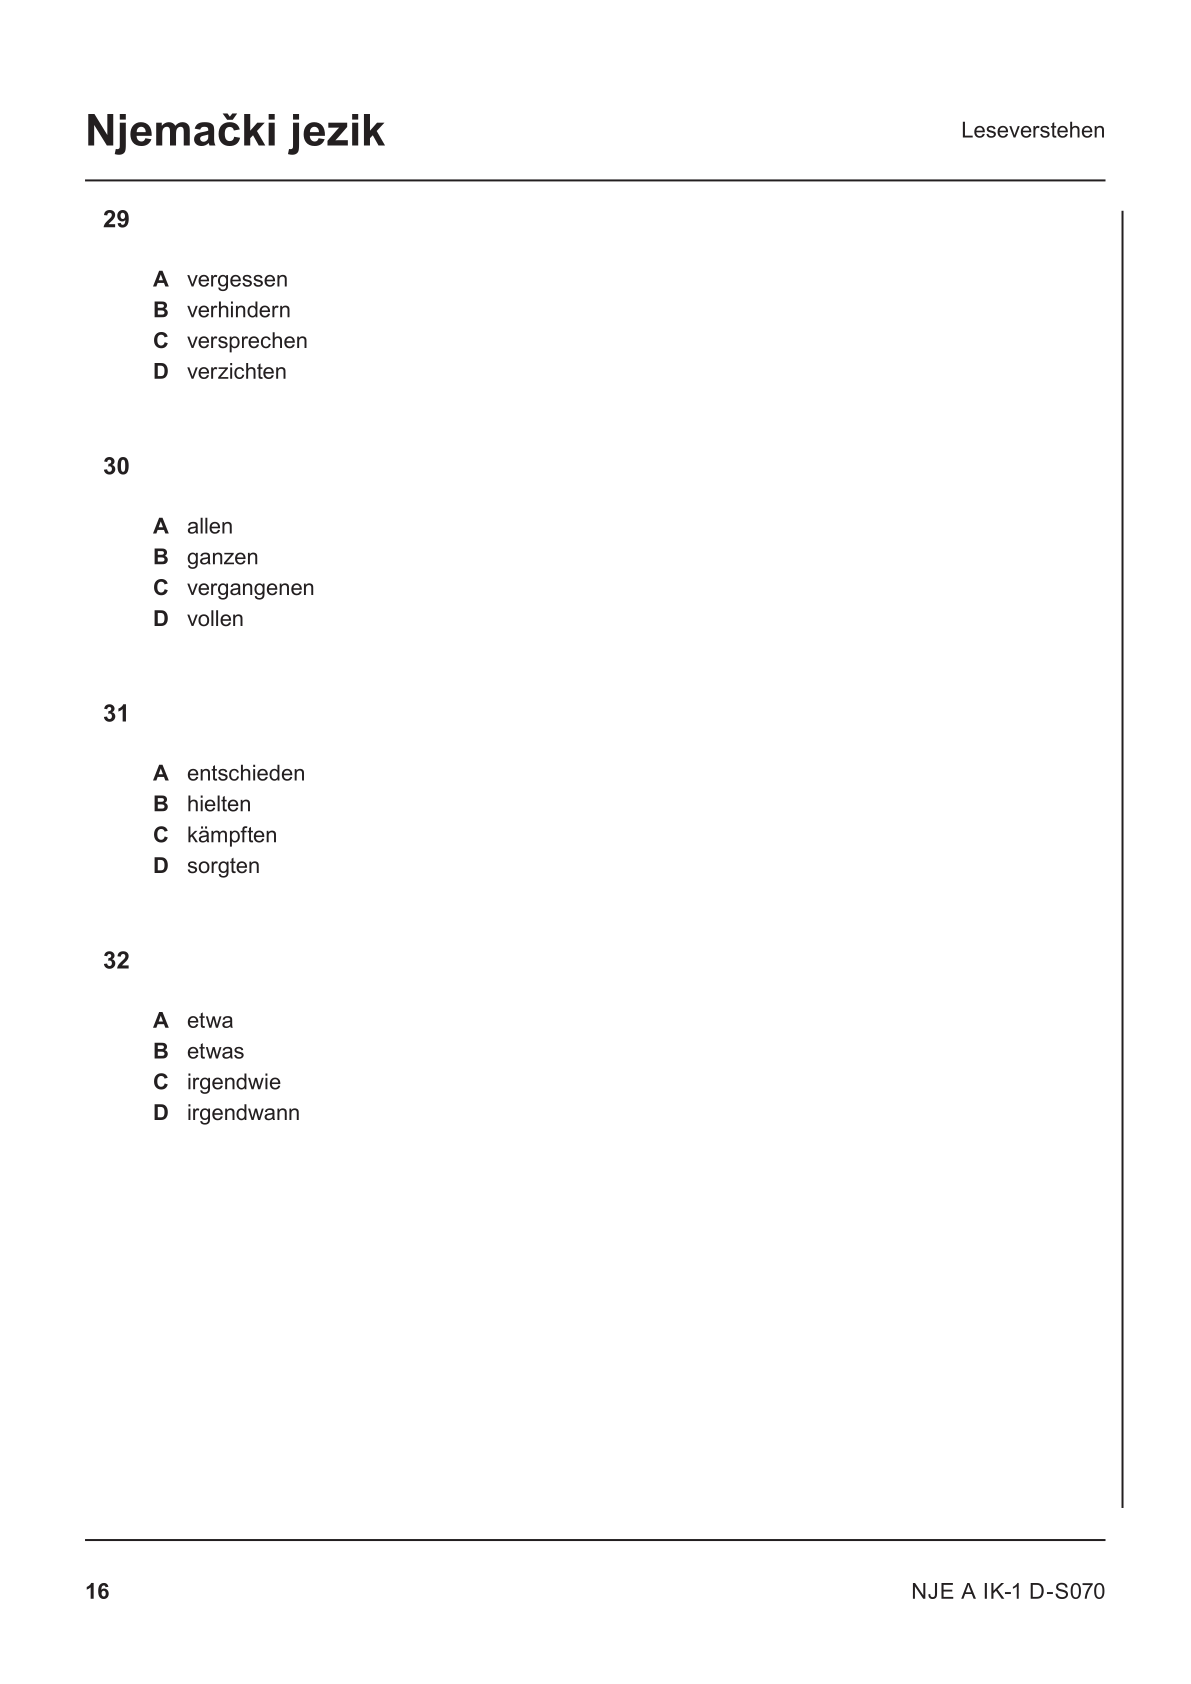 Njemački jezik
Leseverstehen
29
A vergessen
B verhindern
C versprechen
D verzichten
30
A allen
B ganzen
C vergangenen
D vollen
31
A entschieden
B hielten
C kämpften
D sorgten
32
A etwa
B etwas
C irgendwie
D irgendwann
16
NJE A IK-1 D-S070